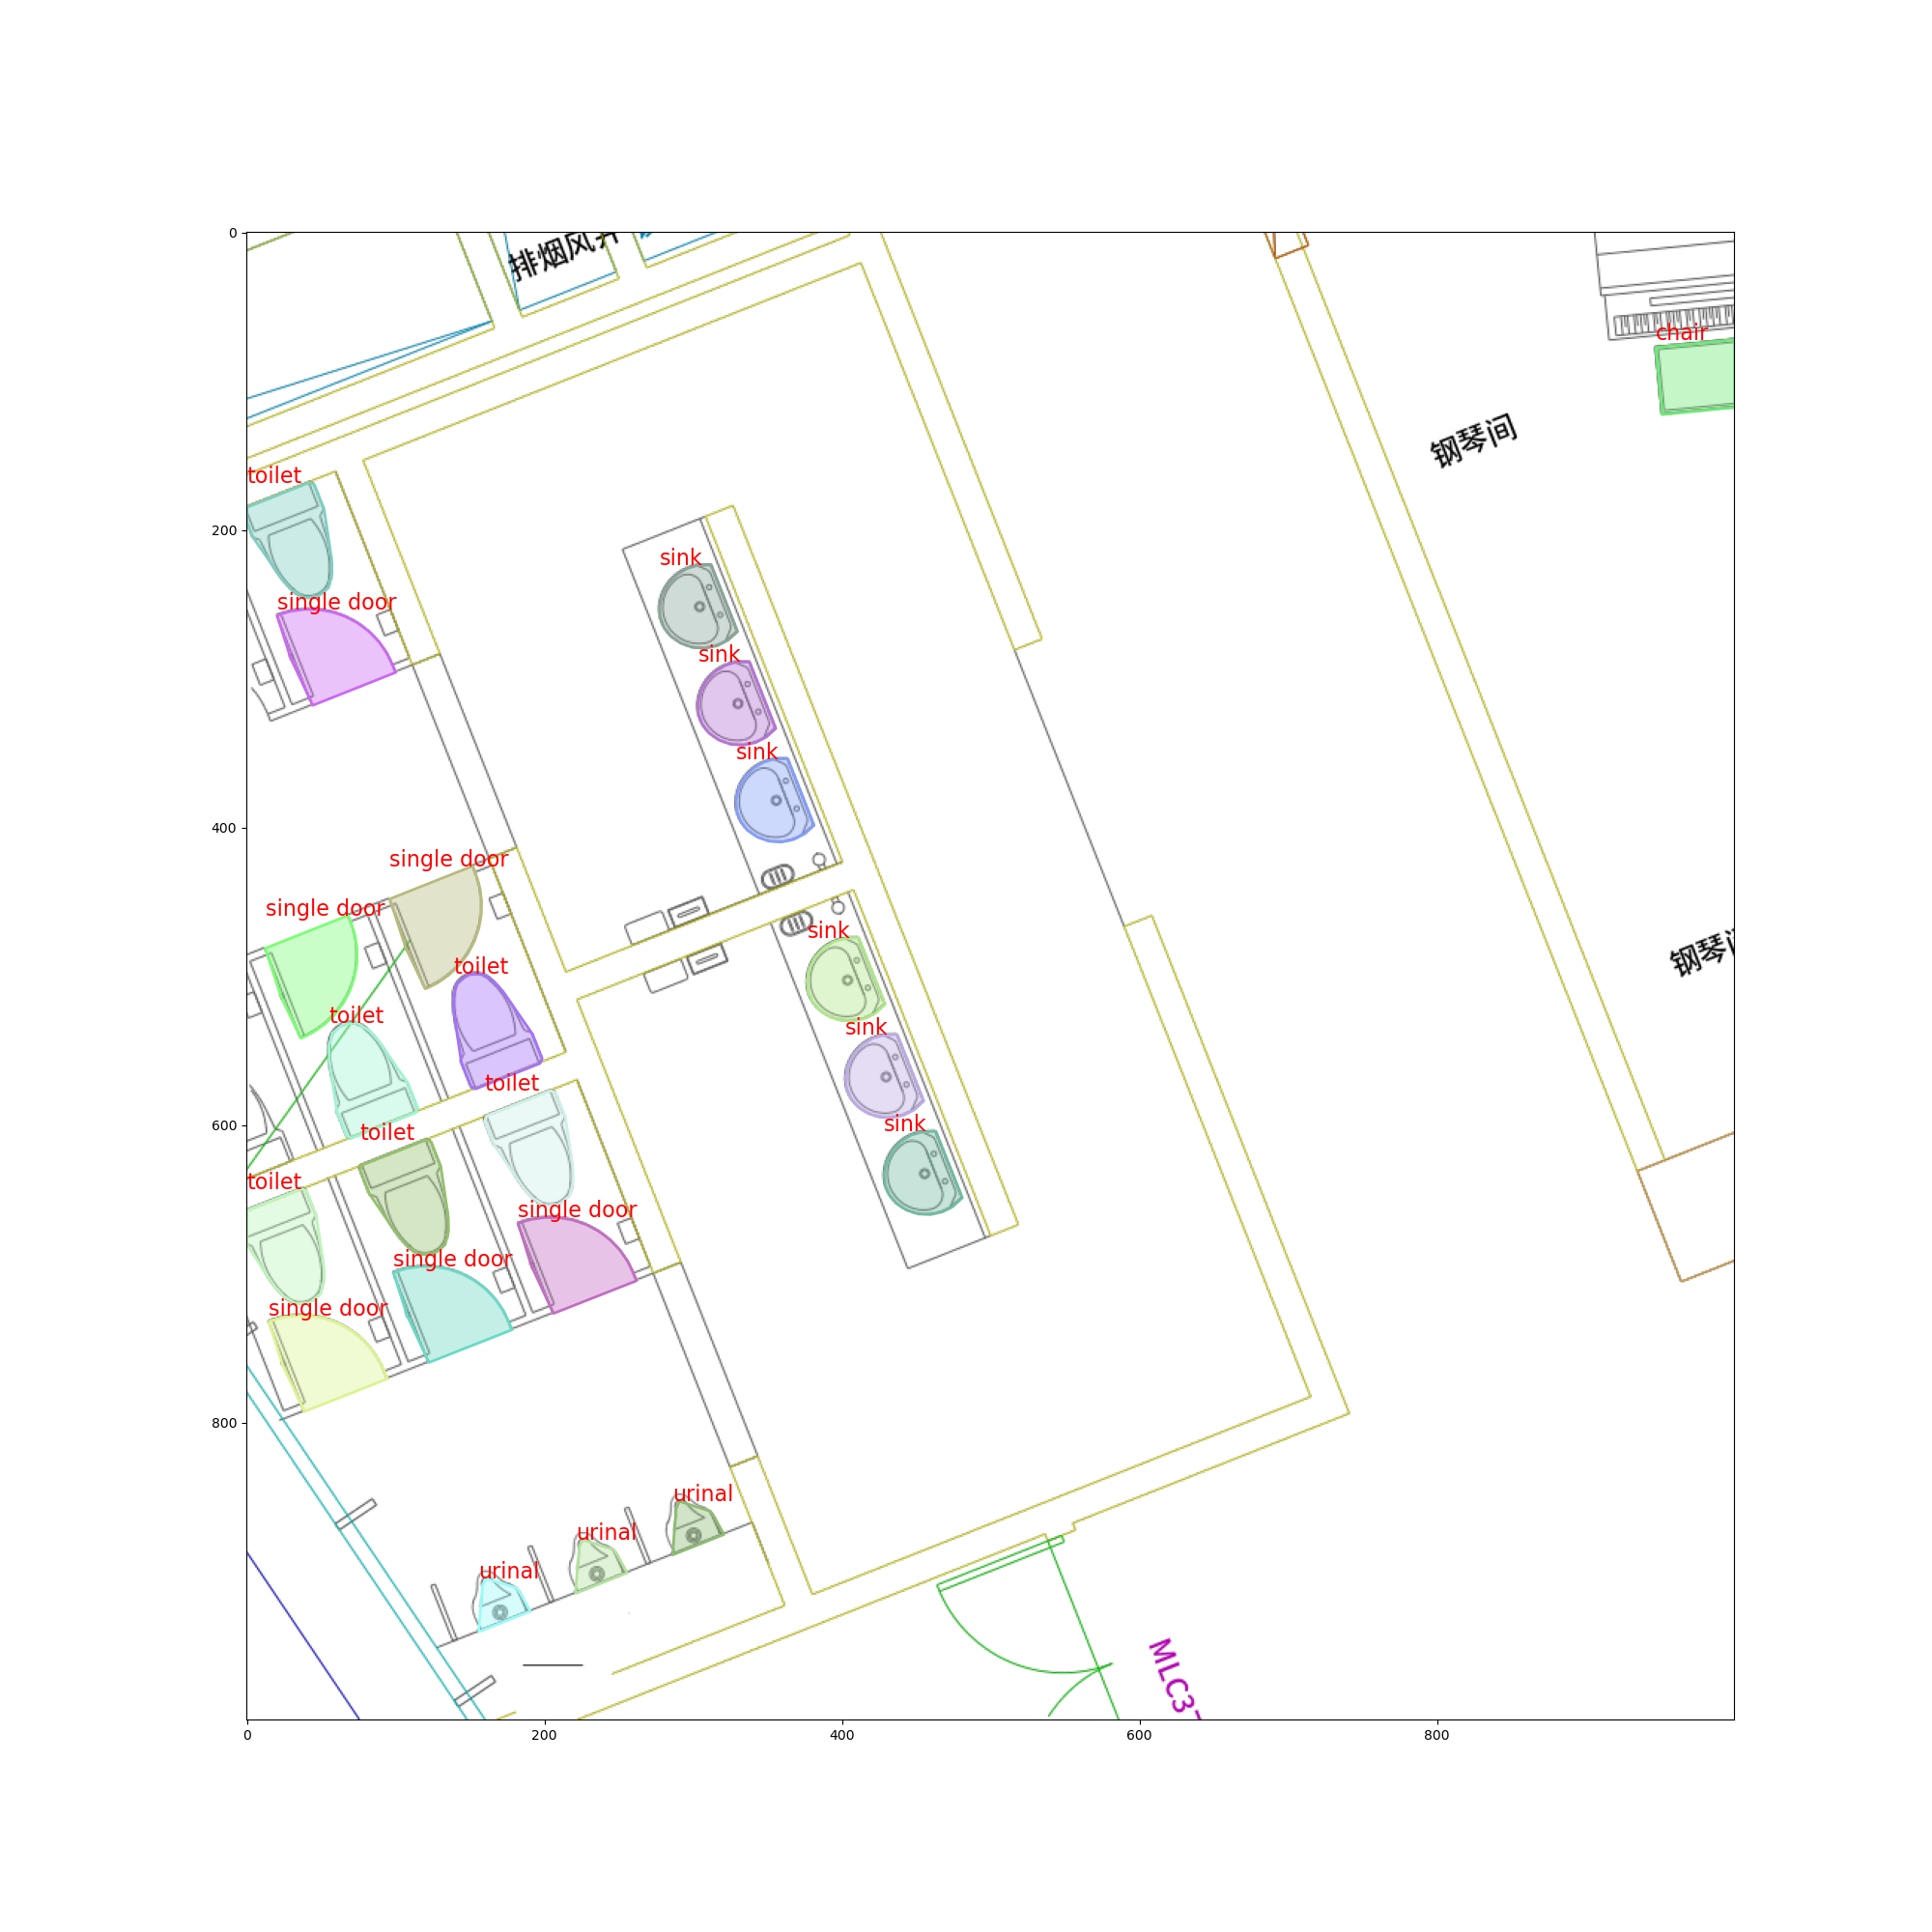 排烟风井
chair
钢琴间
toilet
sink
single door
sink
sink
single door
single door
sink
钢琴间
toilet
toilet
sink
toilet
sink
toilet
toilet
single door
single door
single door
urinal
urinal
urinal
MLC37
0
200
400
600
800
0
200
400
600
800